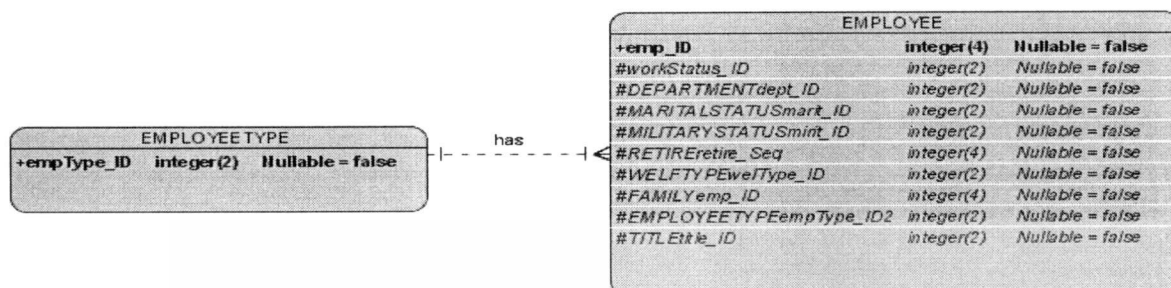 EMPLOYEETYPE
+empType_ID integer(2) Nullable = false
has
EMPLOYEE
+emp_ID integer(4) Nullable = false
#workStatus_ID integer(2) Nullable = false
#DEPARTMENTdept_ID integer(2) Nullable = false
#MARITALSTATUSmarit_ID integer(2) Nullable = false
#MILITARYSTATUSmirit_ID integer(2) Nullable = false
#RETIREretire_Seq integer(4) Nullable = false
#WELFTYPEwelType_ID integer(2) Nullable = false
#FAMILYemp_ID integer(4) Nullable = false
#EMPLOYEETYPEempType_ID2 integer(2) Nullable = false
#TITLEtitle_ID integer(2) Nullable = false